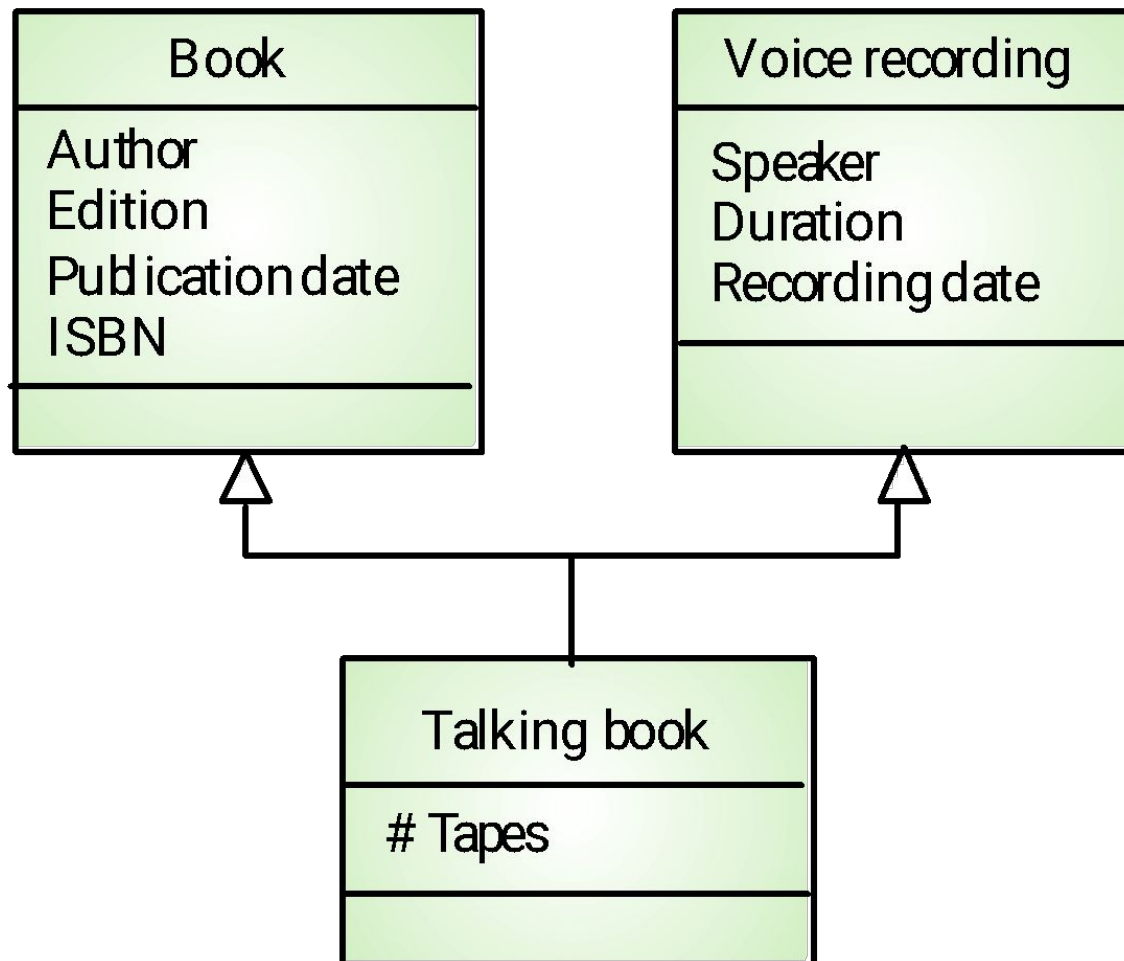 Book
Author
Edition
Publication date
ISBN
Voice recording
Speaker
Duration
Recording date
Talking book
# Tapes